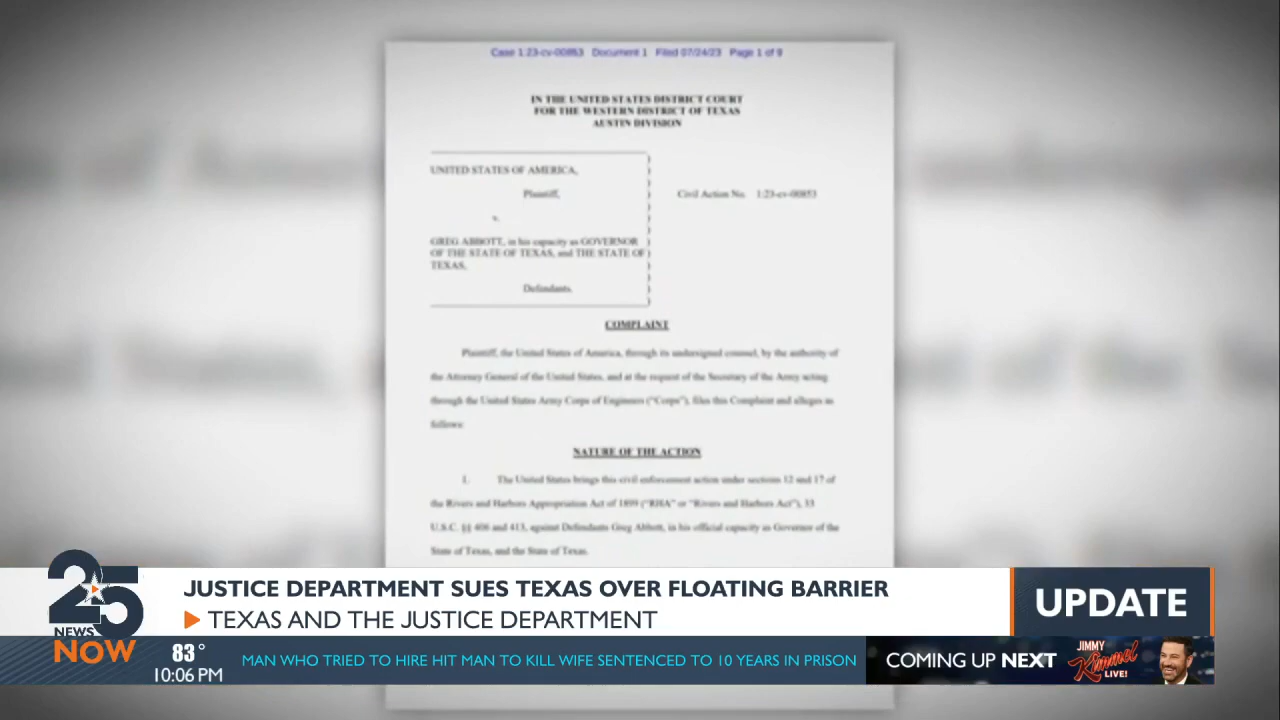 Case 1:23-cv-00853 Document 1 Filed 07/24/23 Page 1 of 9
IN THE UNITED STATES DISTRICT COURT
FOR THE WESTERN DISTRICT OF TEXAS
AUSTIN DIVISION
UNITED STATES OF AMERICA,
Plaintiff,
v.
Civil Action No. 1:23-cv-00853
GREG ABBOTT, in his capacity as GOVERNOR
OF THE STATE OF TEXAS, and THE STATE OF
TEXAS,
Defendants.
COMPLAINT
Plaintiff, the United States of America, through its undersigned counsel, by the authority of
the Attorney General of the United States, and at the request of the Secretary of the Army acting
through the United States Army Corps of Engineers ("Corps"), files this Complaint and alleges as
follows:
NATURE OF THE ACTION
1. The United States brings this civil enforcement action under sections 12 and 17 of
the Rivers and Harbors Appropriation Act of 1899 ("RHA" or "Rivers and Harbors Act"), 33
U.S.C. §§ 406 and 413, against Defendants Greg Abbott, in his official capacity as Governor of the
State of Texas, and the State of Texas.
25
NEWS
NOW
JUSTICE DEPARTMENT SUES TEXAS OVER FLOATING BARRIER
TEXAS AND THE JUSTICE DEPARTMENT
UPDATE
83°
10:06 PM
MAN WHO TRIED TO HIRE HIT MAN TO KILL WIFE SENTENCED TO 10 YEARS IN PRISON
COMING UP NEXT
JIMMY
Kimmel
LIVE!